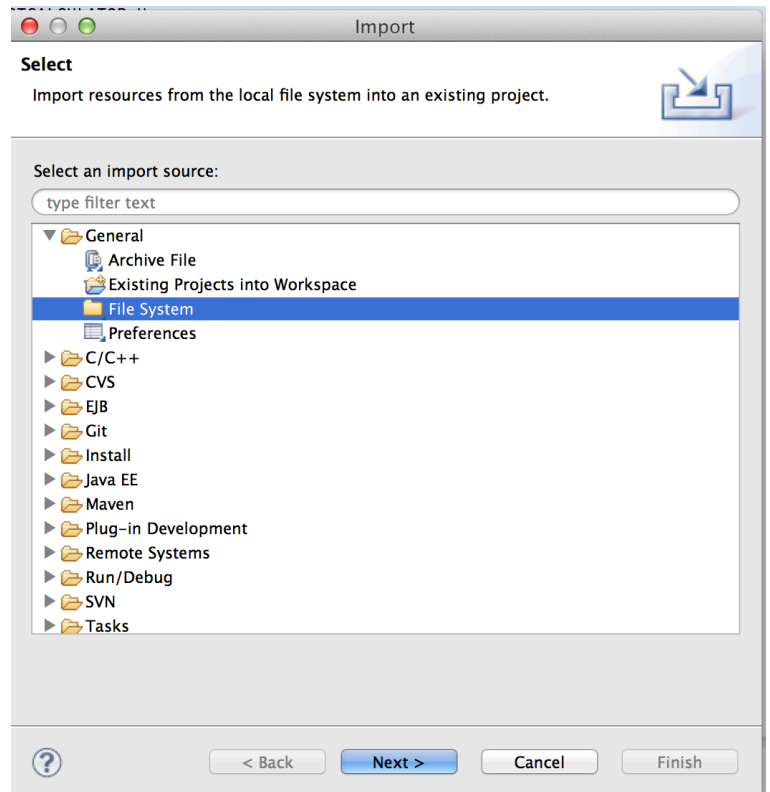 Import
Select
Import resources from the local file system into an existing project.
Select an import source:
type filter text
General
Archive File
Existing Projects into Workspace
File System
Preferences
C/C++
CVS
EJB
Git
Install
Java EE
Maven
Plug-in Development
Remote Systems
Run/Debug
SVN
Tasks
?
< Back Next > Cancel Finish